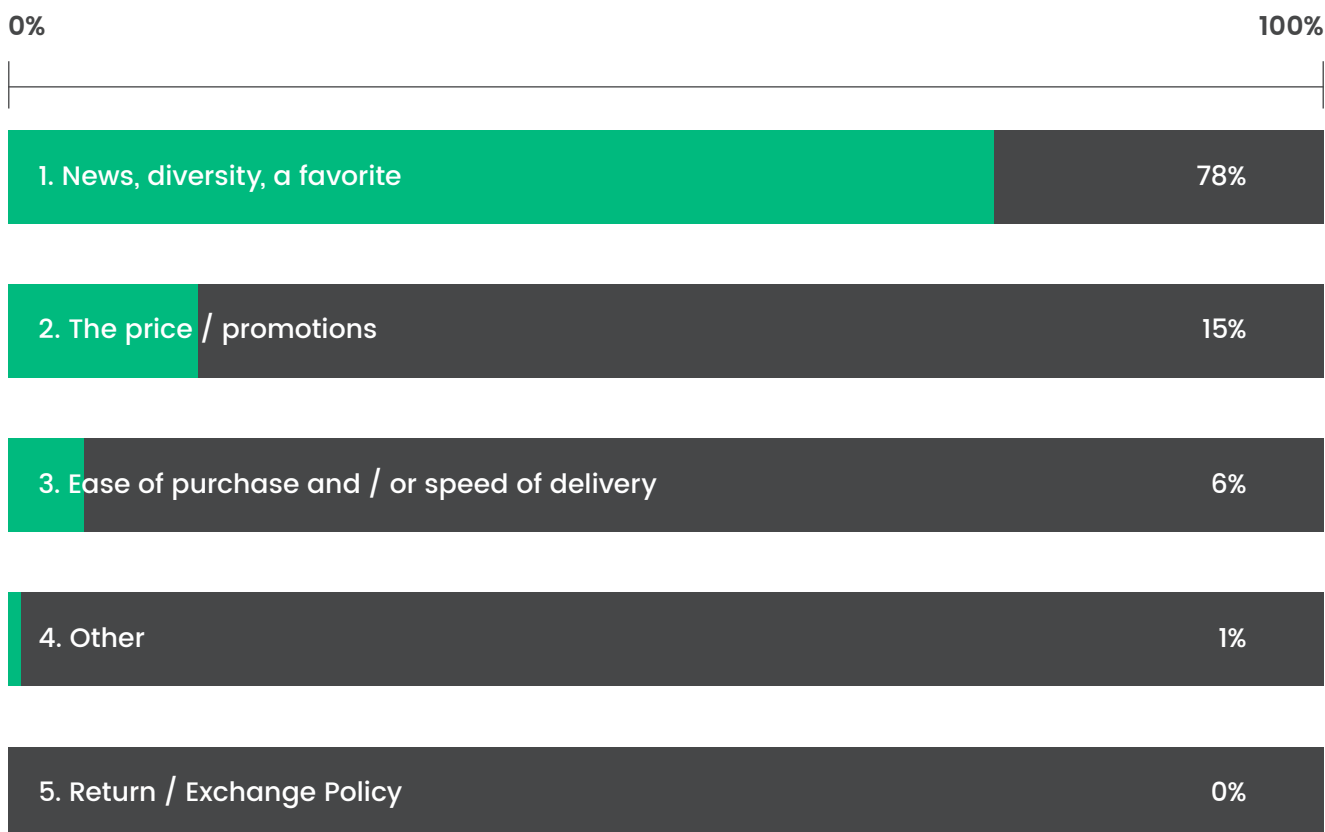 0% 100%
1. News, diversity, a favorite 78%
2. The price / promotions 15%
3. Ease of purchase and / or speed of delivery 6%
4. Other 1%
5. Return / Exchange Policy 0%